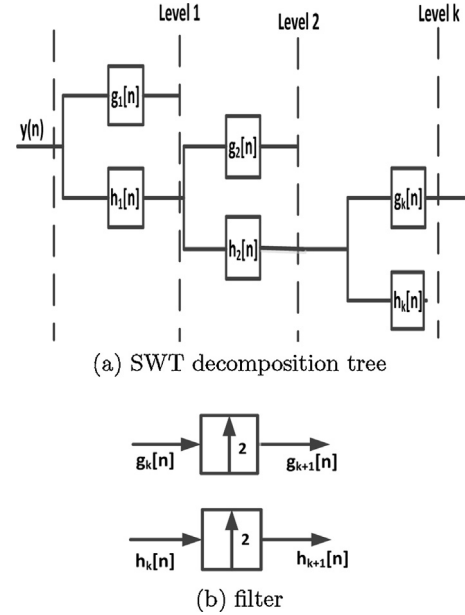 Level 1
Level 2
Level k
y(n)
g₁[n]
h₁[n]
g₂[n]
h₂[n]
gₖ[n]
hₖ[n]
(a) SWT decomposition tree
2
gₖ[n]
gₖ₊₁[n]
2
hₖ[n]
hₖ₊₁[n]
(b) filter